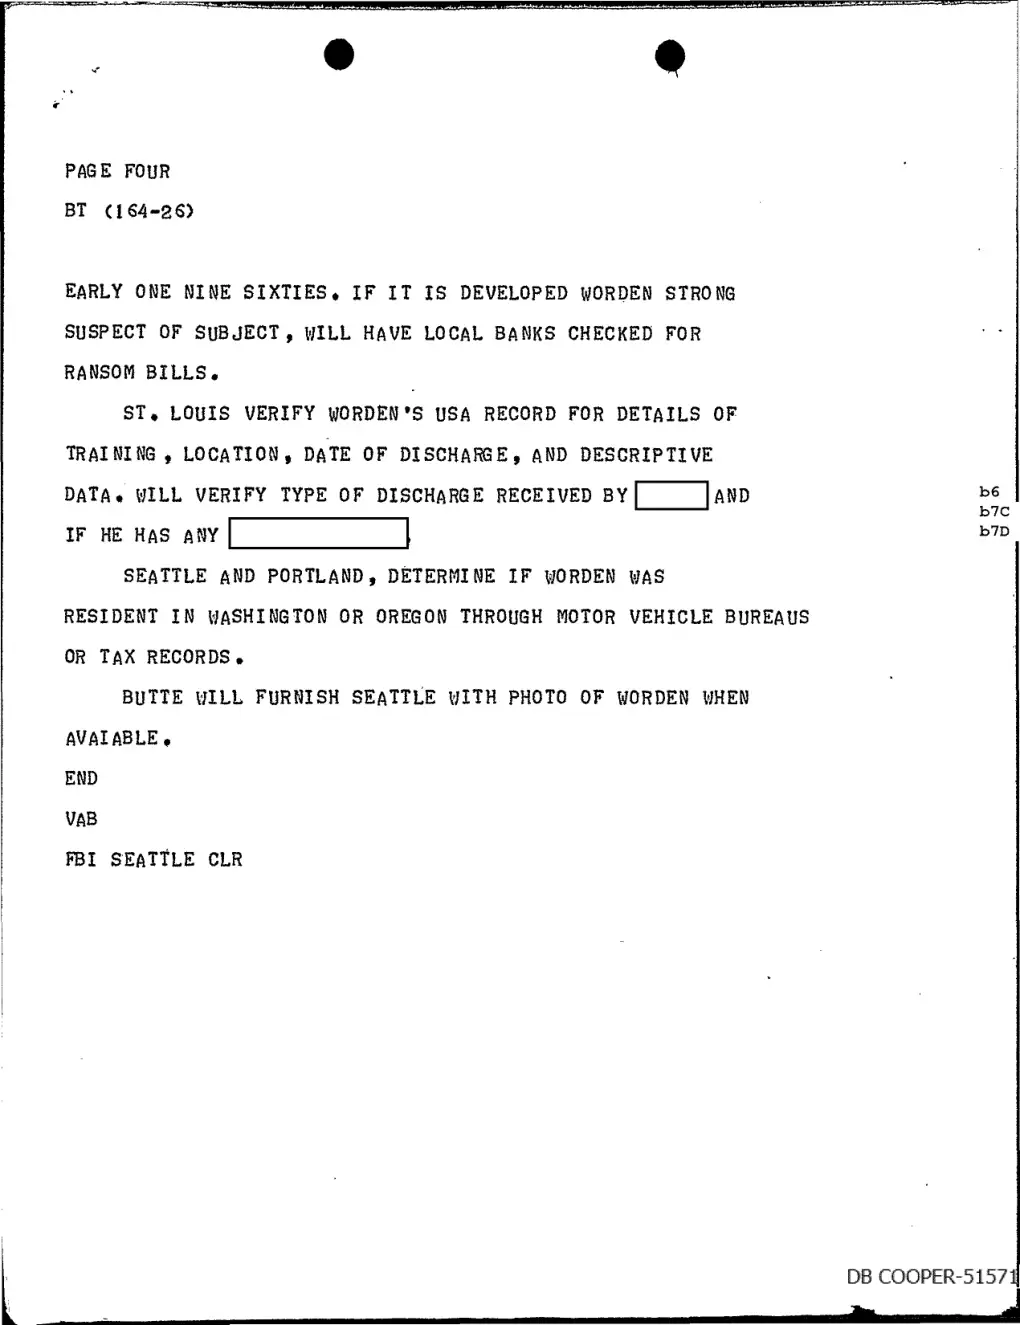 PAGE FOUR
BT (164-26)
EARLY ONE NINE SIXTIES. IF IT IS DEVELOPED WORDEN STRONG
SUSPECT OF SUBJECT, WILL HAVE LOCAL BANKS CHECKED FOR
RANSOM BILLS.
ST. LOUIS VERIFY WORDEN'S USA RECORD FOR DETAILS OF
TRAINING, LOCATION, DATE OF DISCHARGE, AND DESCRIPTIVE
DATA. WILL VERIFY TYPE OF DISCHARGE RECEIVED BY AND
IF HE HAS ANY
b6
b7C
b7D
SEATTLE AND PORTLAND, DETERMINE IF WORDEN WAS
RESIDENT IN WASHINGTON OR OREGON THROUGH MOTOR VEHICLE BUREAUS
OR TAX RECORDS.
BUTTE WILL FURNISH SEATTLE WITH PHOTO OF WORDEN WHEN
AVAIABLE.
END
VAB
FBI SEATTLE CLR
DB COOPER-51571